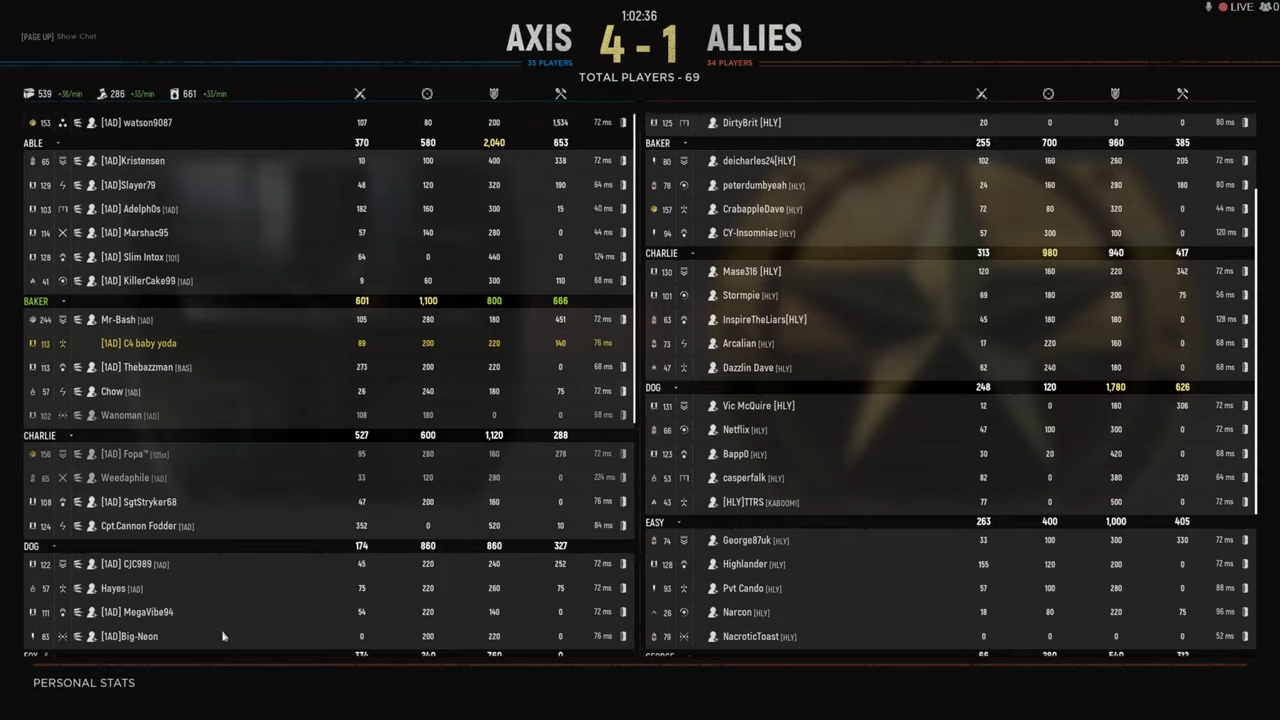 LIVE 0
[PAGE UP] Show Chat
1:02:36
AXIS 4 - 1 ALLIES
35 PLAYERS 34 PLAYERS
TOTAL PLAYERS - 69
539 +36/min 286 +33/min 661 +33/min
153 [1AD] watson9087 107 80 200 1,534 72 ms
ABLE 370 580 2,040 653
65 [1AD]Kristensen 10 100 400 338 72 ms
129 [1AD]Slayer79 48 120 320 190 64 ms
103 [1AD] Adelph0s [1AD] 182 160 300 15 40 ms
114 [1AD] Marshac95 57 140 280 0 44 ms
128 [1AD] Slim Intox [101] 64 0 440 0 124 ms
41 [1AD] KillerCake99 [1AD] 9 60 300 110 68 ms
BAKER 601 1,100 800 666
244 Mr-Bash [1AD] 105 280 180 451 72 ms
113 [1AD] C4 baby yoda 89 200 220 140 76 ms
113 [1AD] Thebazzman [BAS] 273 200 220 0 68 ms
57 Chow [1AD] 26 240 180 75 72 ms
102 Wanoman [1AD] 108 180 0 0 68 ms
CHARLIE 527 600 1,120 288
156 [1AD] Fopa™ [101st] 95 280 160 278 72 ms
65 Weedaphile [1AD] 33 120 280 0 224 ms
108 [1AD] SgtStryker68 47 200 160 0 76 ms
124 Cpt.Cannon Fodder [1AD] 352 0 520 10 84 ms
DOG 174 860 860 327
122 [1AD] CJC989 [1AD] 45 220 240 252 72 ms
57 Hayes [1AD] 75 220 260 75 72 ms
111 [1AD] MegaVibe94 54 220 140 0 72 ms
83 [1AD]Big-Neon 0 200 220 0 76 ms
FOX 334 240 760 0
125 DirtyBrit [HLY] 20 0 0 0 80 ms
BAKER 255 700 960 385
80 deicharles24[HLY] 102 160 260 205 72 ms
78 peterdumbyeah [HLY] 24 160 280 180 80 ms
157 CrabappleDave [HLY] 72 80 320 0 44 ms
94 CY-Insomniac [HLY] 57 300 100 0 120 ms
CHARLIE 313 980 940 417
130 Mase316 [HLY] 120 160 220 342 72 ms
101 Stormpie [HLY] 69 180 200 75 56 ms
63 InspireTheLiars[HLY] 45 180 180 0 128 ms
73 Arcalian [HLY] 17 220 160 0 68 ms
47 Dazzlin Dave [HLY] 62 240 180 0 72 ms
DOG 248 120 1,780 626
131 Vic McQuire [HLY] 12 0 180 306 72 ms
66 Netflix [HLY] 47 100 300 0 72 ms
123 Bapp0 [HLY] 30 20 420 0 68 ms
53 casperfalk [HLY] 82 0 380 320 64 ms
43 [HLY]TTRS [KABOOM!] 77 0 500 0 72 ms
EASY 263 400 1,000 405
74 George87uk [HLY] 33 100 300 330 72 ms
128 Highlander [HLY] 155 120 200 0 72 ms
93 Pvt Cando [HLY] 57 100 280 0 88 ms
26 Narcon [HLY] 18 80 220 75 96 ms
79 NacroticToast [HLY] 0 0 0 0 52 ms
GEORGE 66 280 540 312
PERSONAL STATS